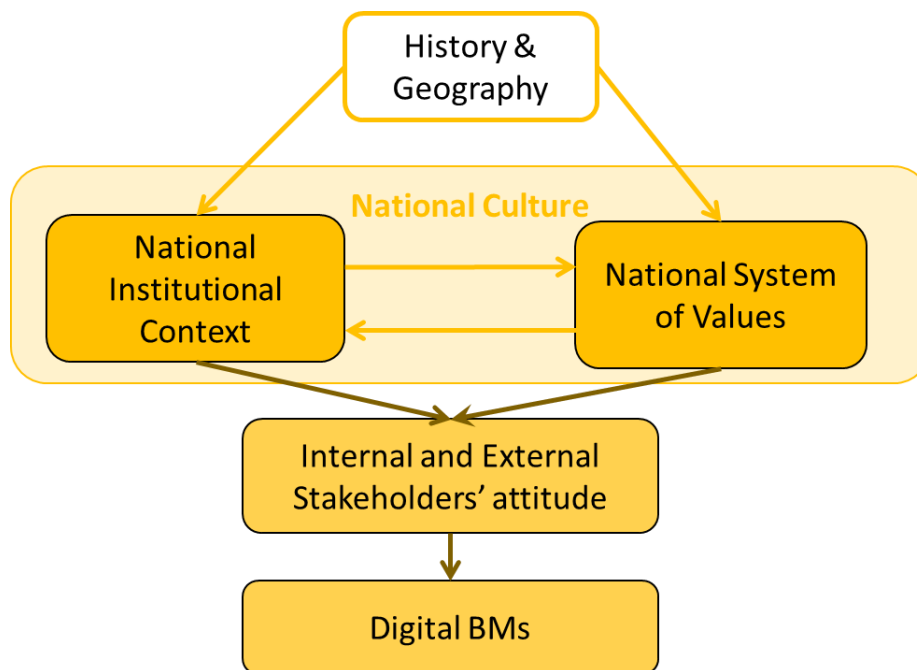 History &
Geography
National Culture
National
Institutional
Context
National System
of Values
Internal and External
Stakeholders’ attitude
Digital BMs